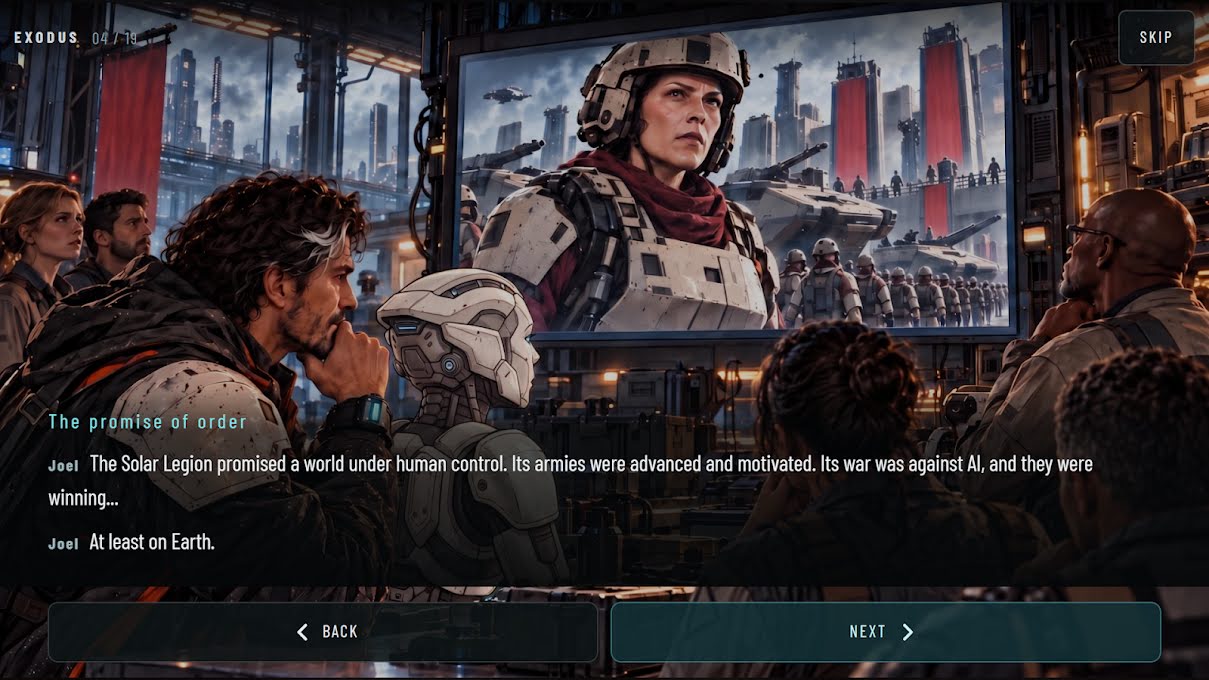 EXODUS 04 / 19
SKIP
The promise of order
Joel The Solar Legion promised a world under human control. Its armies were advanced and motivated. Its war was against AI, and they were
winning...
Joel At least on Earth.
BACK
NEXT